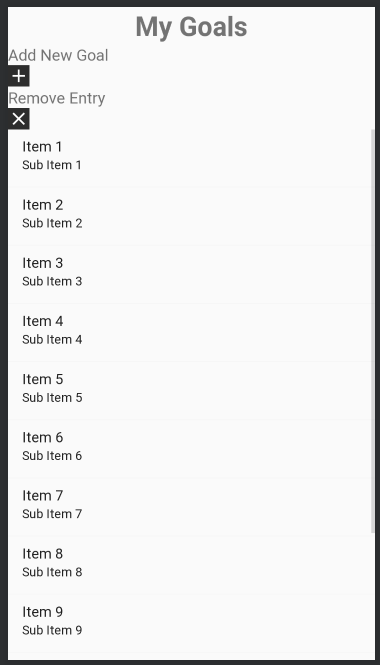 My Goals
Add New Goal
Remove Entry
Item 1
Sub Item 1
Item 2
Sub Item 2
Item 3
Sub Item 3
Item 4
Sub Item 4
Item 5
Sub Item 5
Item 6
Sub Item 6
Item 7
Sub Item 7
Item 8
Sub Item 8
Item 9
Sub Item 9